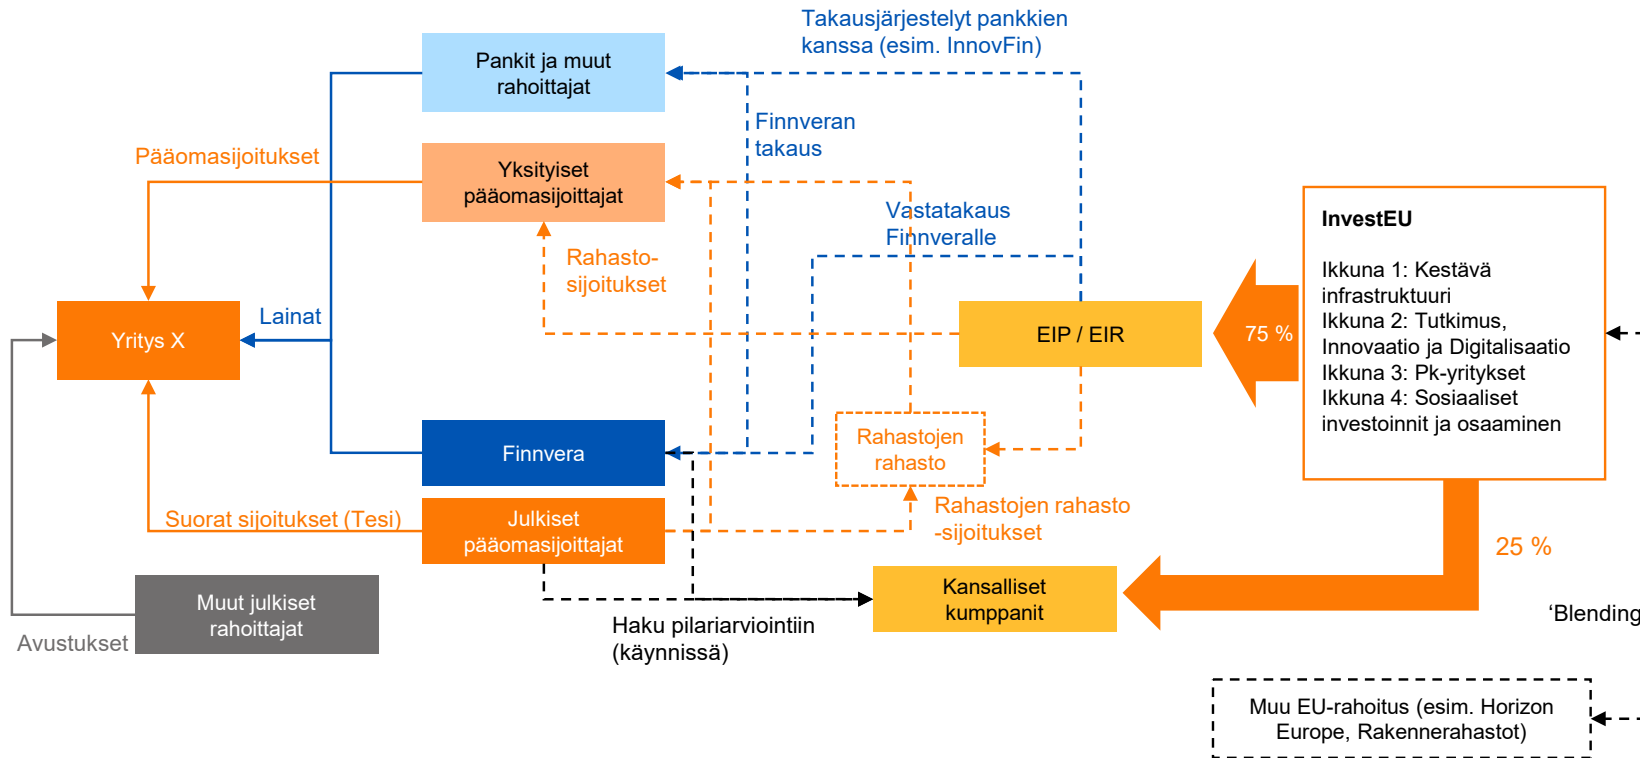 Takausjärjestelyt pankkien
kanssa (esim. InnovFin)
Pankit ja muut
rahoittajat
Finnveran
takaus
Pääomasijoitukset
Yksityiset
pääomasijoittajat
Vastatakaus
Finnveralle
Rahasto-
sijoitukset
InvestEU
Ikkuna 1: Kestävä
infrastruktuuri
Ikkuna 2: Tutkimus,
Innovaatio ja Digitalisaatio
Ikkuna 3: Pk-yritykset
Ikkuna 4: Sosiaaliset
investoinnit ja osaaminen
Lainat
Yritys X
EIP / EIR
75 %
Finnvera
Rahastojen
rahasto
Suorat sijoitukset (Tesi)
Julkiset
pääomasijoittajat
Rahastojen rahasto
-sijoitukset
25 %
Muut julkiset
rahoittajat
Kansalliset
kumppanit
Avustukset
Haku pilariarviointiin
(käynnissä)
‘Blending
Muu EU-rahoitus (esim. Horizon
Europe, Rakennerahastot)